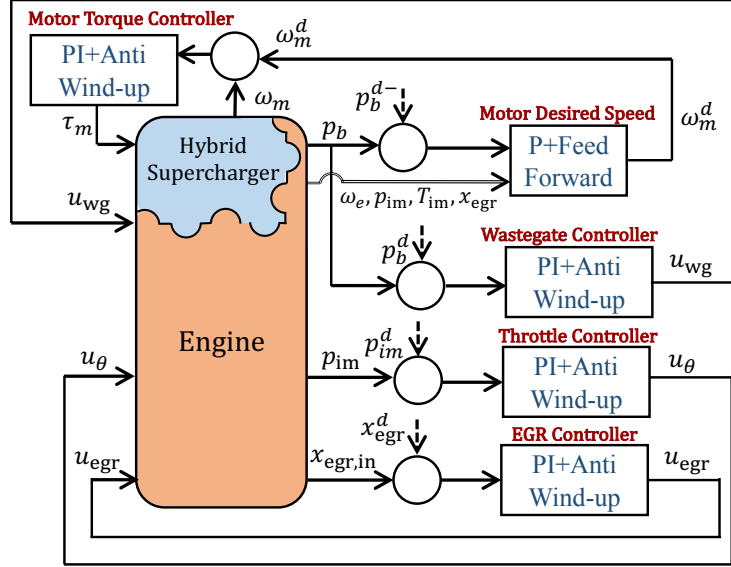 Motor Torque Controller
PI+Anti
Wind-up
ω_m^d
τ_m
ω_m
p_b^{d-}
Motor Desired Speed
P+Feed
Forward
ω_m^d
Hybrid
Supercharger
p_b
ω_e, p_im, T_im, x_egr
u_wg
Wastegate Controller
p_b^d
PI+Anti
Wind-up
u_wg
Engine
Throttle Controller
u_θ
p_im
p_im^d
PI+Anti
Wind-up
u_θ
EGR Controller
u_egr
x_egr,in
x_egr^d
PI+Anti
Wind-up
u_egr